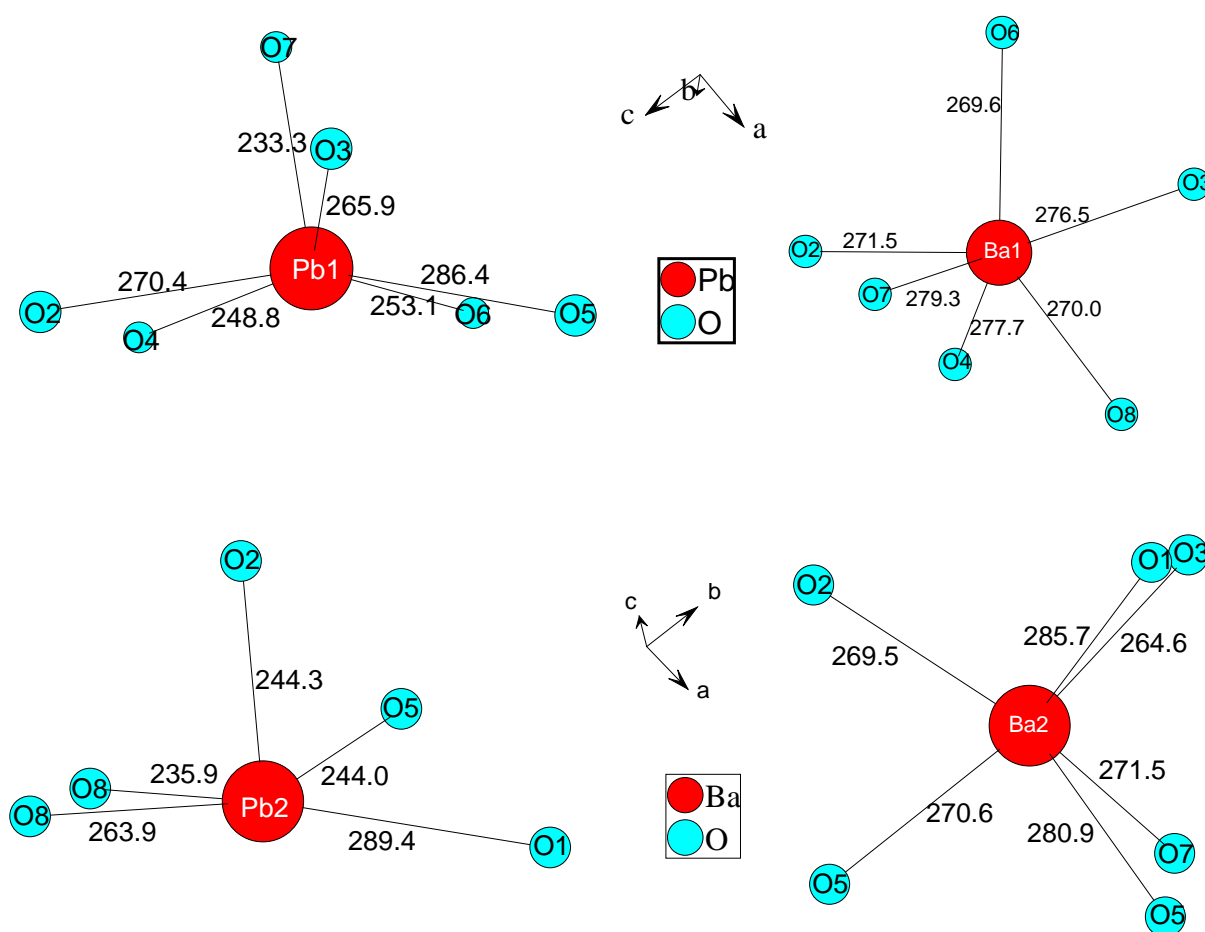 O7
233.3
O3
265.9
Pb1
270.4
286.4
O2
248.8
253.1
O4
O6
O5
c
b
a
Pb
O
O6
269.6
O3
276.5
O2
271.5
Ba1
O7
279.3
270.0
277.7
O4
O8
O2
244.3
O5
235.9
244.0
O8
O8
263.9
Pb2
289.4
O1
c
b
a
Ba
O
O1
O3
O2
285.7
264.6
269.5
Ba2
271.5
270.6
280.9
O7
O5
O5